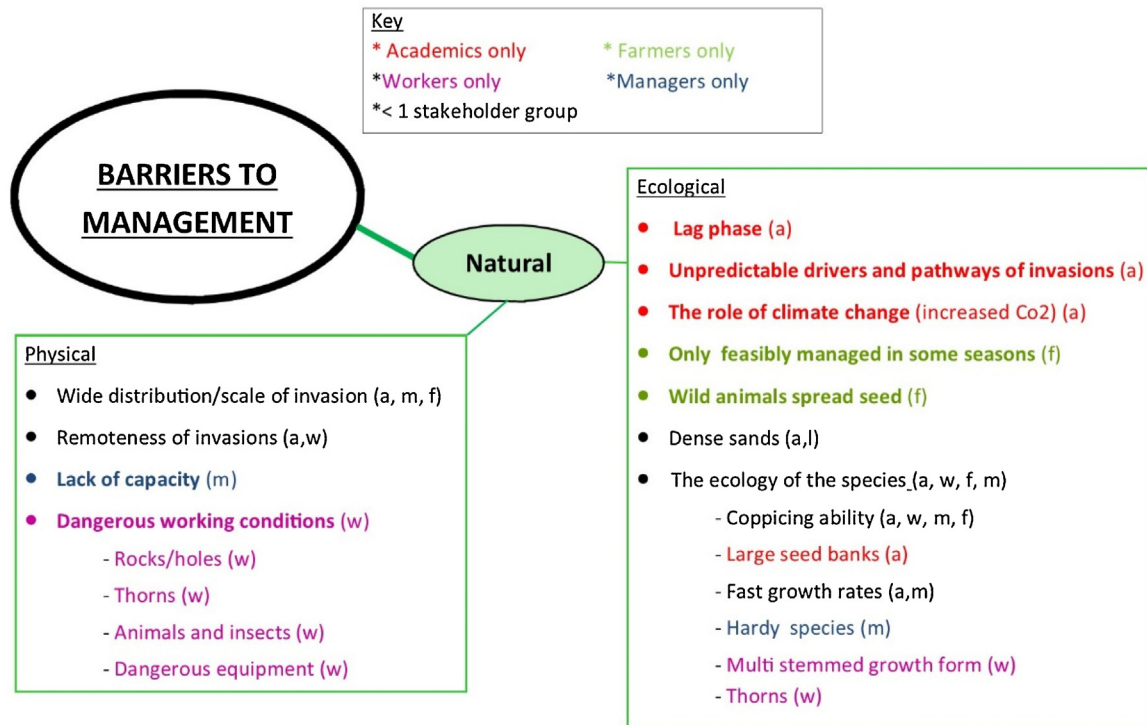 Key
* Academics only
* Farmers only
*Workers only
*Managers only
*< 1 stakeholder group
BARRIERS TO
MANAGEMENT
Natural
Ecological
• Lag phase (a)
• Unpredictable drivers and pathways of invasions (a)
• The role of climate change (increased Co2) (a)
• Only feasibly managed in some seasons (f)
• Wild animals spread seed (f)
• Dense sands (a,l)
• The ecology of the species (a, w, f, m)
- Coppicing ability (a, w, m, f)
- Large seed banks (a)
- Fast growth rates (a,m)
- Hardy species (m)
- Multi stemmed growth form (w)
- Thorns (w)
Physical
• Wide distribution/scale of invasion (a, m, f)
• Remoteness of invasions (a,w)
• Lack of capacity (m)
• Dangerous working conditions (w)
- Rocks/holes (w)
- Thorns (w)
- Animals and insects (w)
- Dangerous equipment (w)